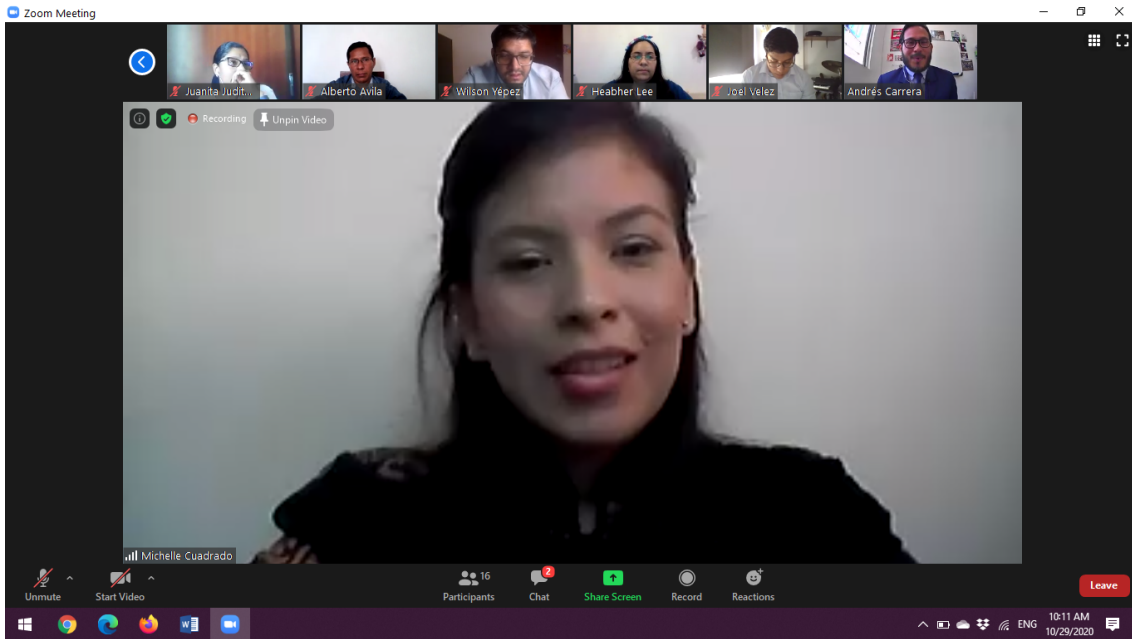 Zoom Meeting
Juanita Judit...
Alberto Avila
Wilson Yépez
Heabher Lee
Joel Velez
Andrés Carrera
Recording
Unpin Video
Michelle Cuadrado
16
2
Unmute
Start Video
Participants
Chat
Share Screen
Record
Reactions
Leave
ENG
10:11 AM
10/29/2020